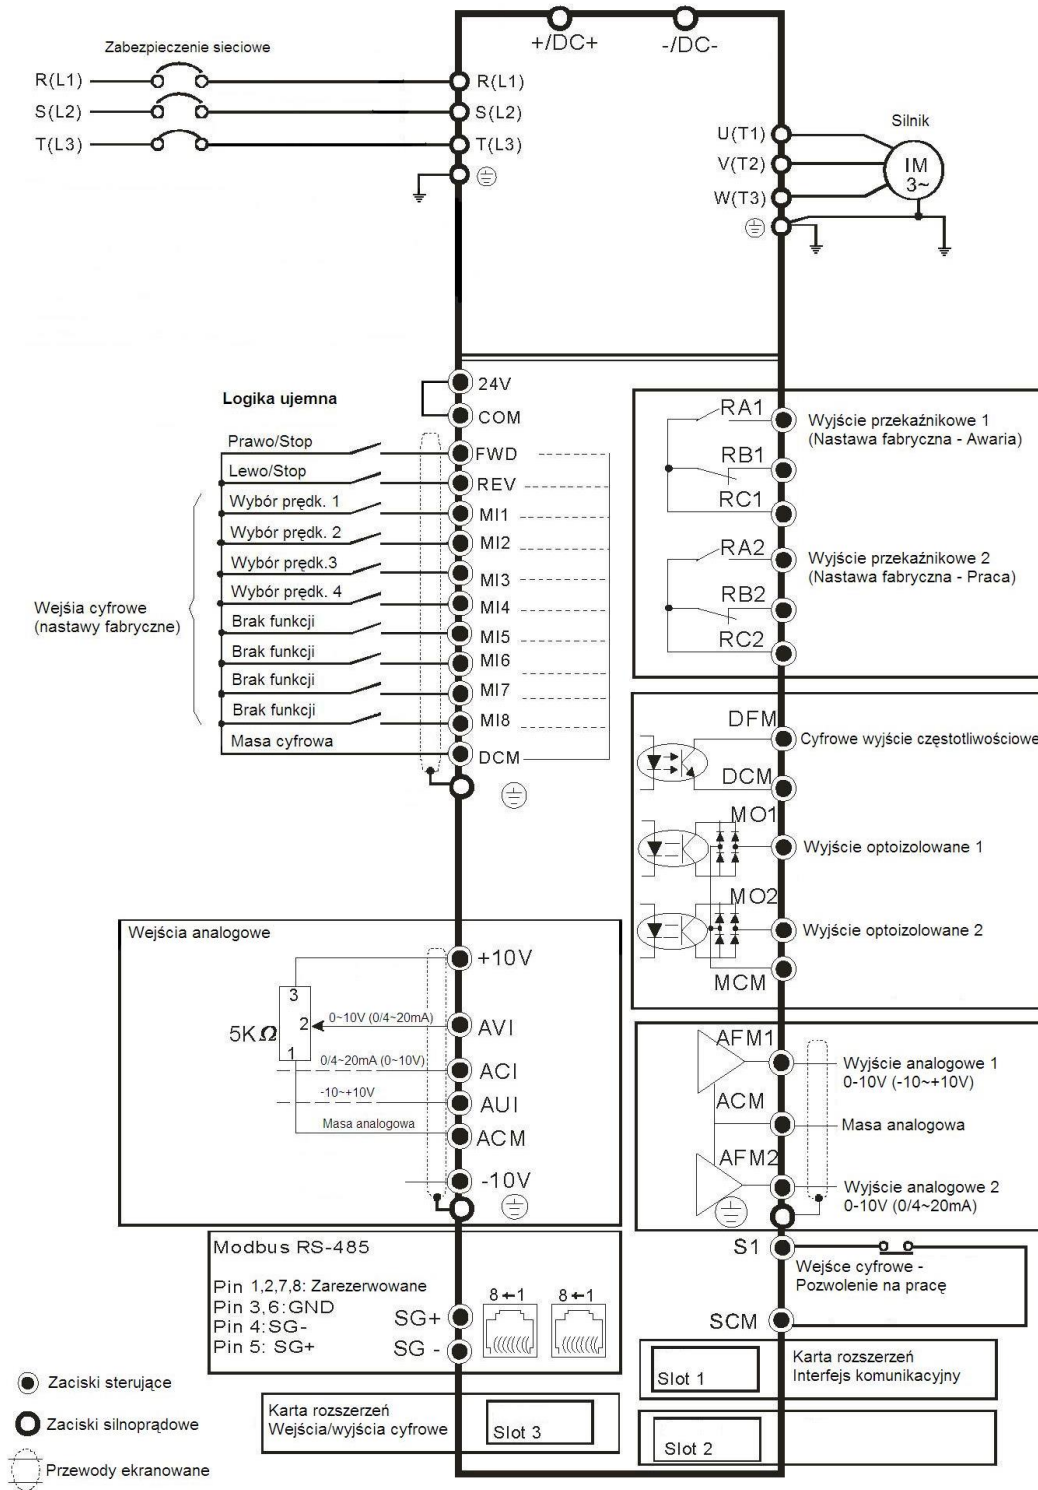 +/DC+
-/DC-
Zabezpieczenie sieciowe
R(L1)
R(L1)
S(L2)
S(L2)
T(L3)
T(L3)
U(T1)
V(T2)
W(T3)
Silnik
IM
3~
24V
COM
Logika ujemna
Prawo/Stop
FWD
Lewo/Stop
REV
Wybór prędk. 1
MI1
Wybór prędk. 2
MI2
Wybór prędk.3
MI3
Wybór prędk. 4
MI4
Brak funkcji
MI5
Brak funkcji
MI6
Brak funkcji
MI7
Brak funkcji
MI8
Masa cyfrowa
DCM
Wejśia cyfrowe
(nastawy fabryczne)
RA1
Wyjście przekaźnikowe 1
(Nastawa fabryczna - Awaria)
RB1
RC1
RA2
Wyjście przekaźnikowe 2
(Nastawa fabryczna - Praca)
RB2
RC2
DFM
Cyfrowe wyjście częstotliwościowe
DCM
MO1
Wyjście optoizolowane 1
MO2
Wyjście optoizolowane 2
MCM
Wejścia analogowe
+10V
3
2
1
5KΩ
0~10V (0/4~20mA)
AVI
0/4~20mA (0~10V)
ACI
-10~+10V
AUI
Masa analogowa
ACM
-10V
AFM1
Wyjście analogowe 1
0-10V (-10~+10V)
ACM
Masa analogowa
AFM2
Wyjście analogowe 2
0-10V (0/4~20mA)
Modbus RS-485
Pin 1,2,7,8: Zarezerwowane
Pin 3,6:GND
Pin 4:SG-
Pin 5: SG+
SG+
SG -
8←1
8←1
S1
Wejśce cyfrowe -
Pozwolenie na pracę
SCM
Slot 1
Karta rozszerzeń
Interfejs komunikacyjny
Slot 2
Karta rozszerzeń
Wejścia/wyjścia cyfrowe
Slot 3
Zaciski sterujące
Zaciski silnoprądowe
Przewody ekranowane